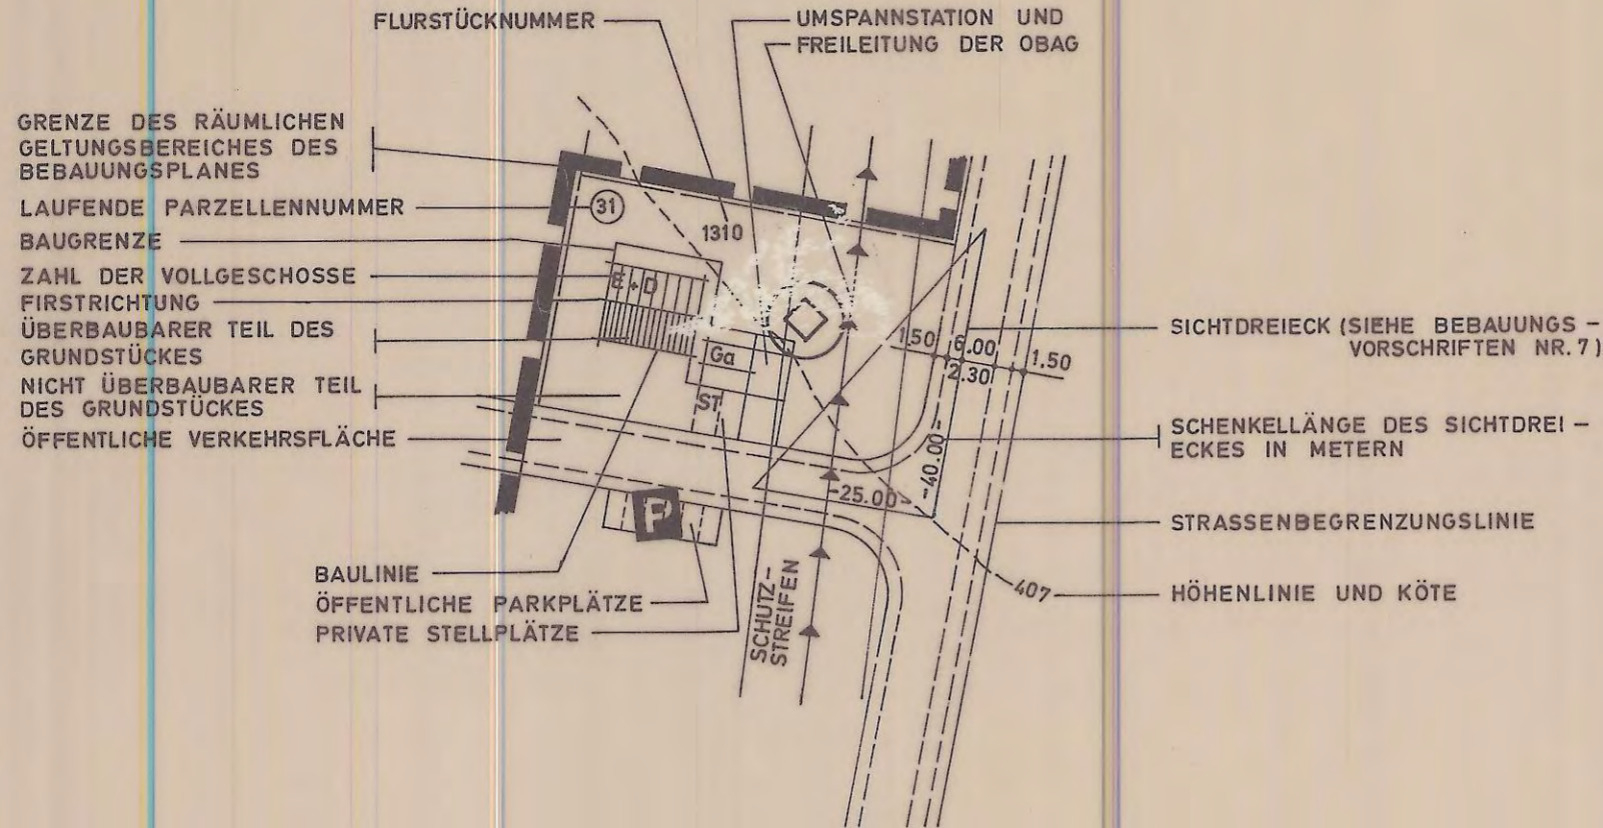 FLURSTÜCKNUMMER
UMSPANNSTATION UND
FREILEITUNG DER OBAG
GRENZE DES RÄUMLICHEN
GELTUNGSBEREICHES DES
BEBAUUNGSPLANES
LAUFENDE PARZELLENNUMMER
BAUGRENZE
ZAHL DER VOLLGESCHOSSE
FIRSTRICHTUNG
ÜBERBAUBARER TEIL DES
GRUNDSTÜCKES
NICHT ÜBERBAUBARER TEIL
DES GRUNDSTÜCKES
ÖFFENTLICHE VERKEHRSFLÄCHE
31
1310
E+D
Ga
ST
1.50
6.00
2.30
1.50
-40.00-
-25.00-
P
SCHUTZ-
STREIFEN
407
BAULINIE
ÖFFENTLICHE PARKPLÄTZE
PRIVATE STELLPLÄTZE
SICHTDREIECK (SIEHE BEBAUUNGS-
VORSCHRIFTEN NR.7)
SCHENKELLÄNGE DES SICHTDREI-
ECKES IN METERN
STRASSENBEGRENZUNGSLINIE
HÖHENLINIE UND KÖTE